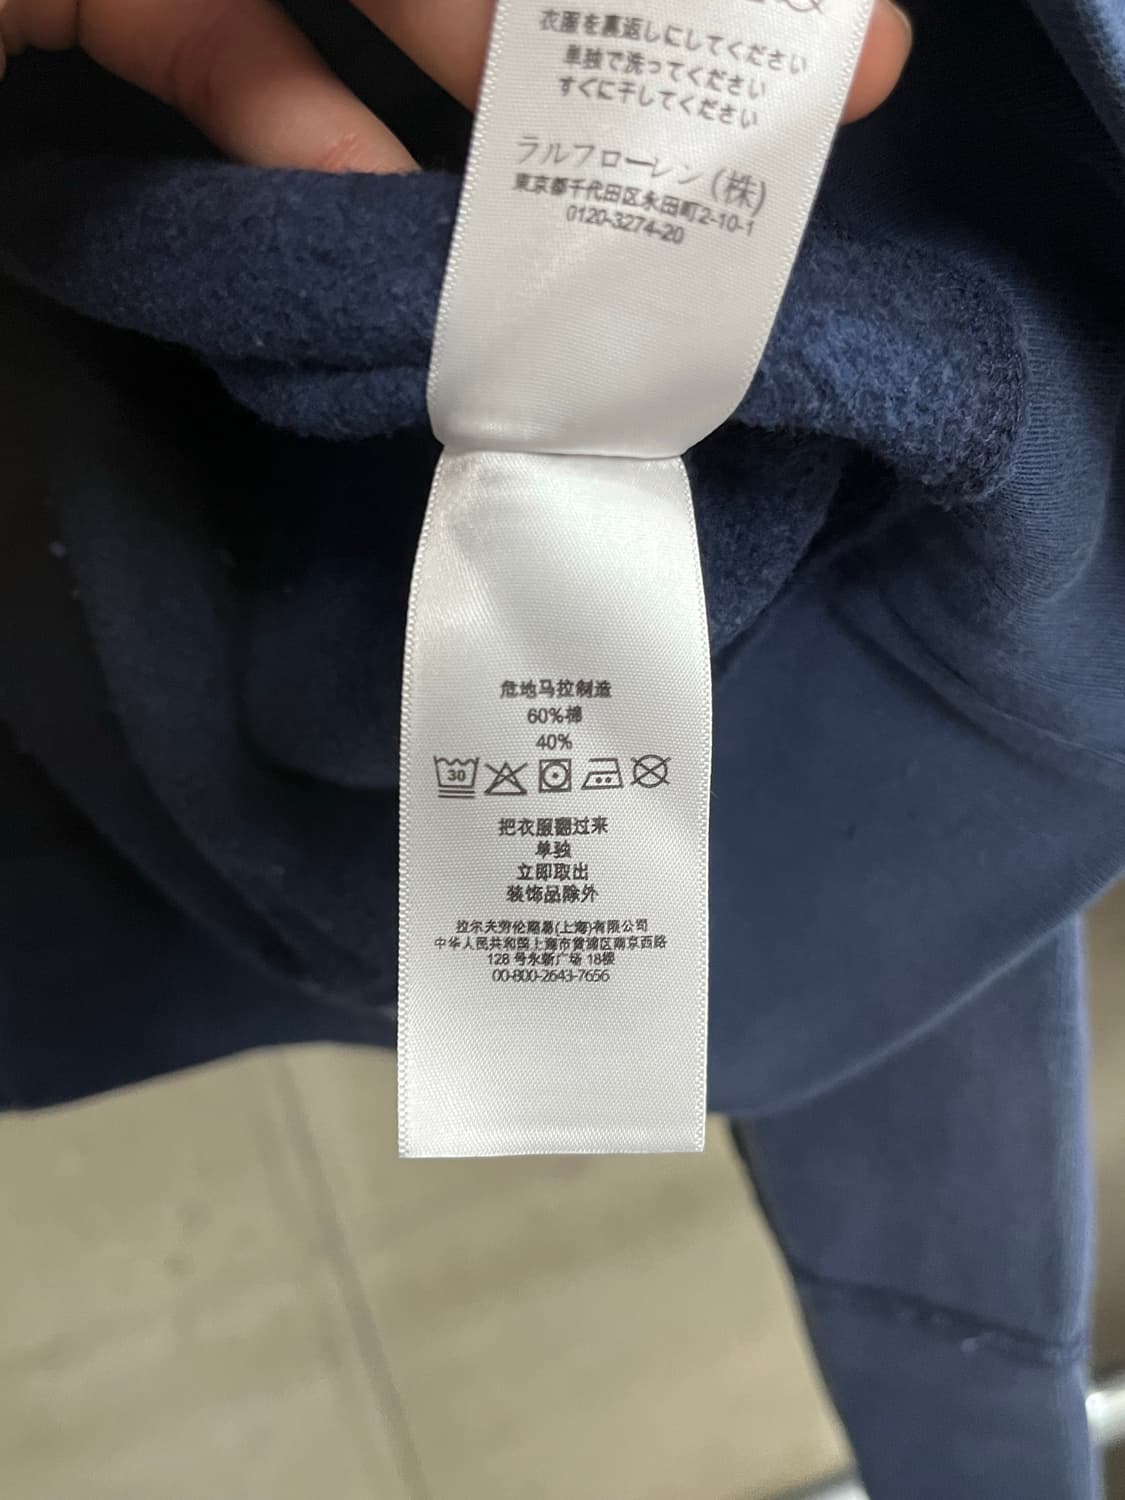 衣服を裏返しにしてください
単独で洗ってください
すぐに干してください
ラルフローレン(株)
東京都千代田区永田町2-10-1
0120-3274-20
危地马拉制造
60%棉
40%
30
把衣服翻过来
单独
立即取出
装饰品除外
拉尔夫劳伦贸易(上海)有限公司
中华人民共和国上海市黄浦区南京西路
128 号永新广场 18楼
00-800-2643-7656